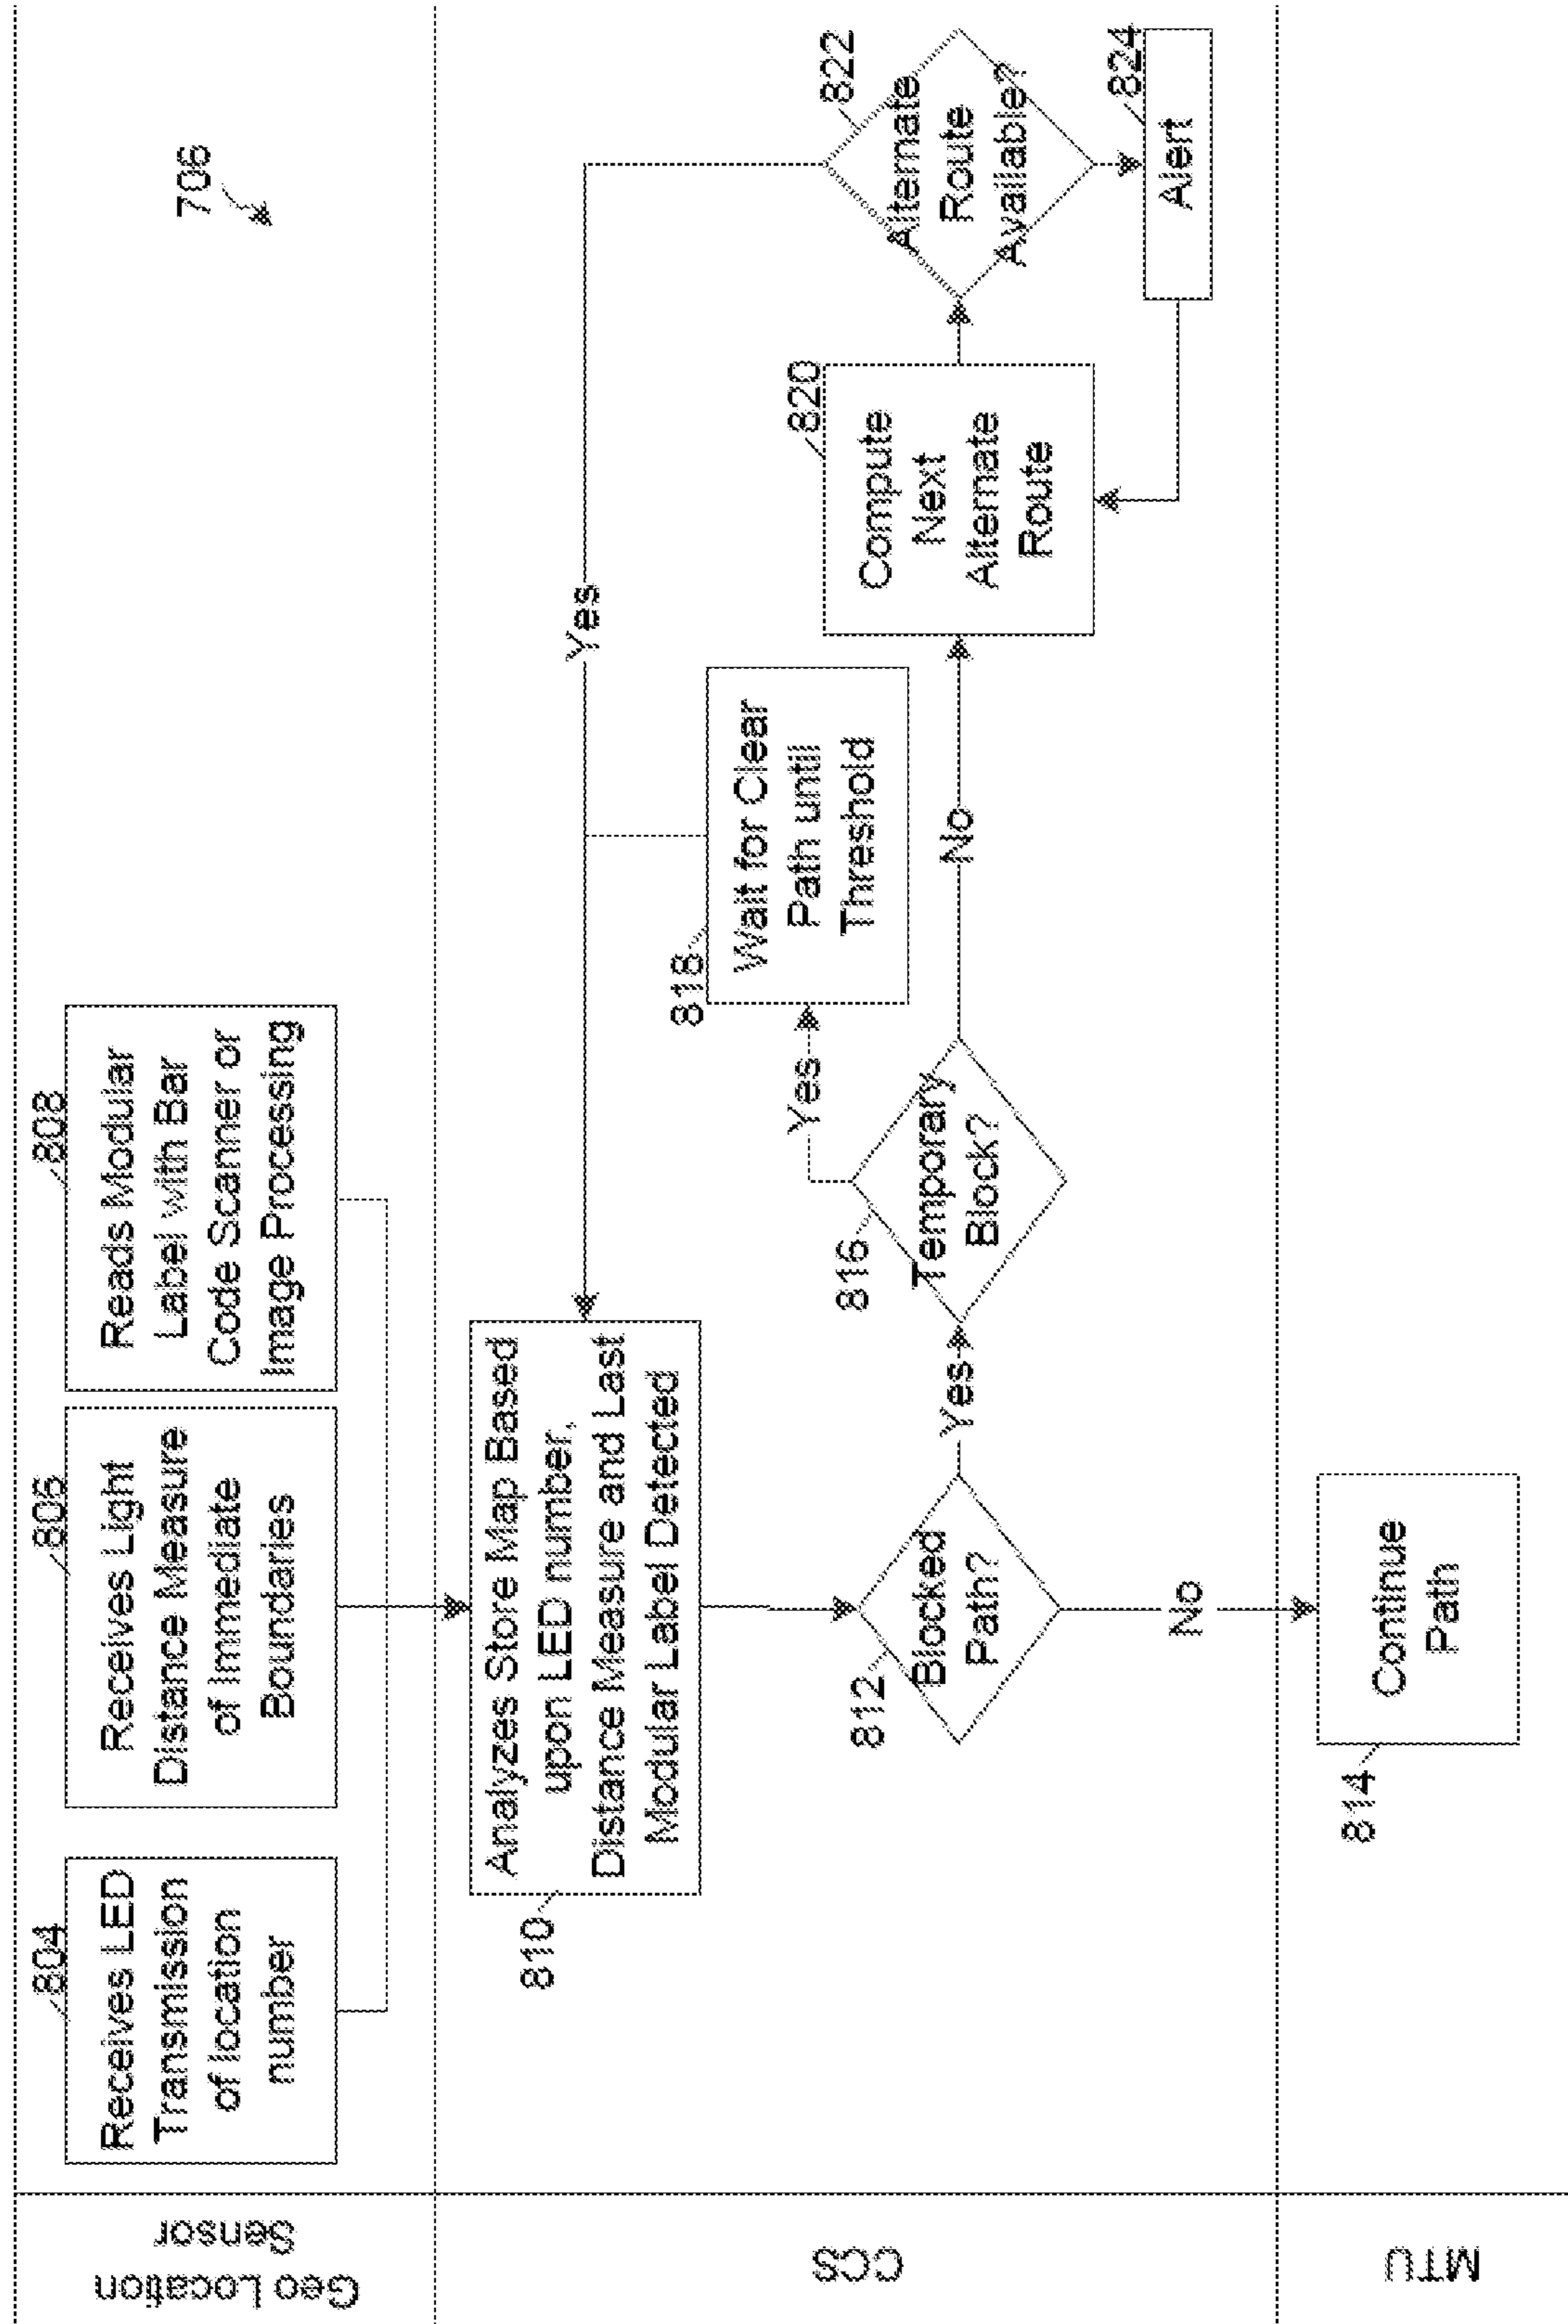 Geo Location
Sensor
804
Receives LED
Transmission
of location
number
806
Receives Light
Distance Measure
of Immediate
Boundaries
808
Reads Modular
Label with Bar
Code Scanner or
Image Processing
706
CCS
810
Analyzes Store Map Based
upon LED number,
Distance Measure and Last
Modular Label Detected
Yes
818
Wait for Clear
Path until
Threshold
Yes
812
Blocked
Path?
Yes
816
Temporary
Block?
No
820
Compute
Next
Alternate
Route
822
Alternate
Route
Available?
824
Alert
No
MTU
814
Continue
Path